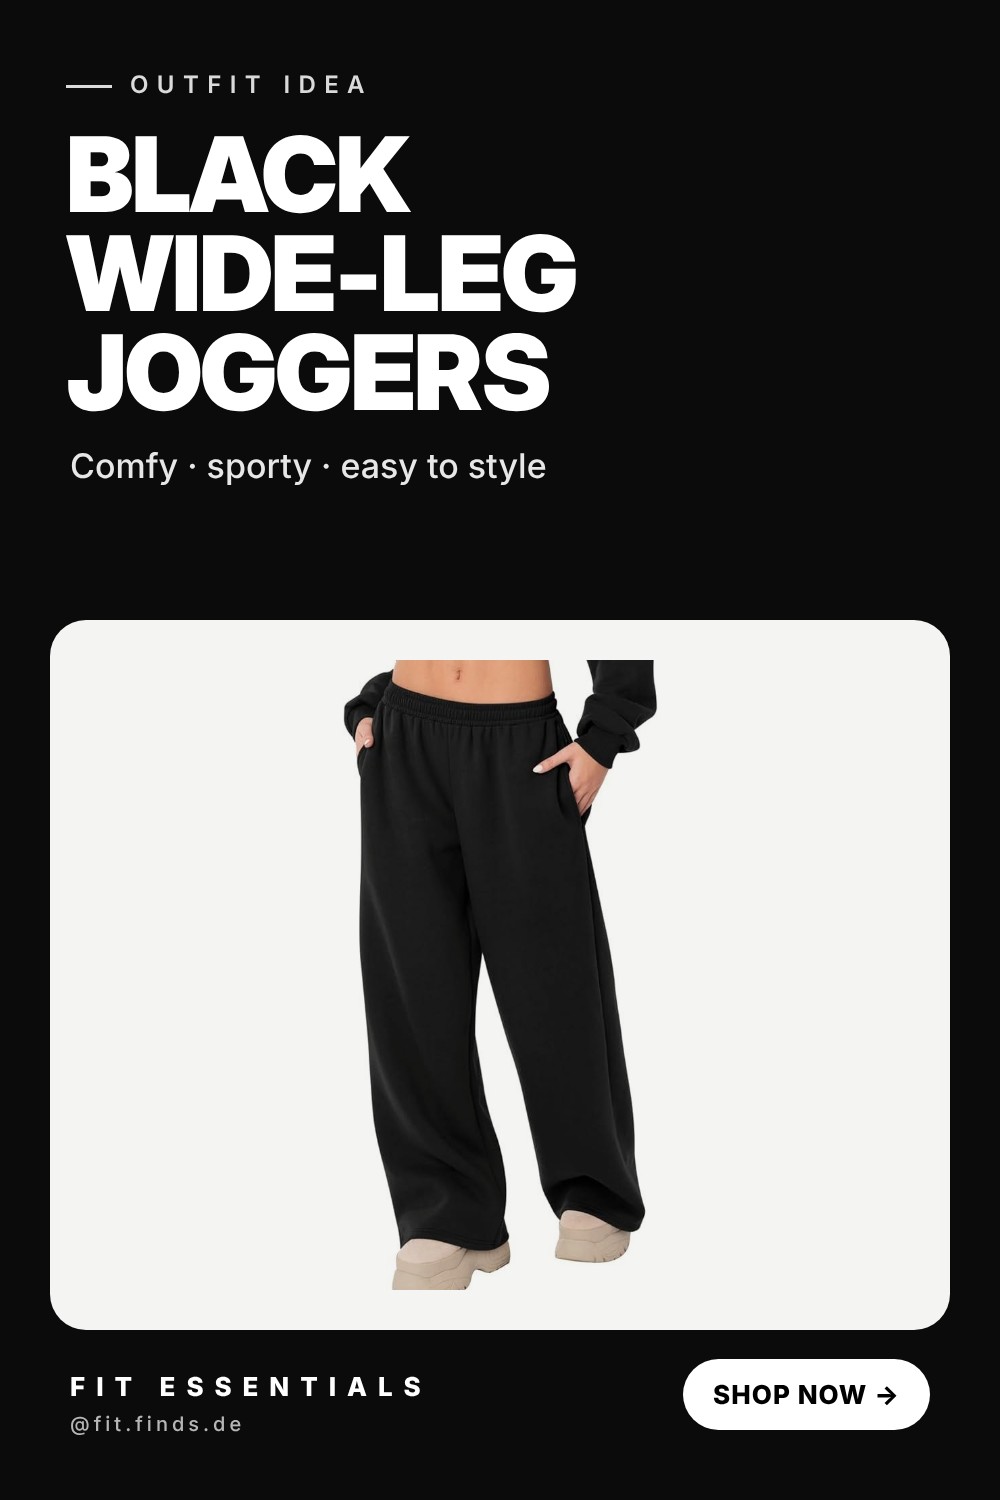 OUTFIT IDEA
BLACK
WIDE-LEG
JOGGERS
Comfy · sporty · easy to style
FIT ESSENTIALS
@fit.finds.de
SHOP NOW →